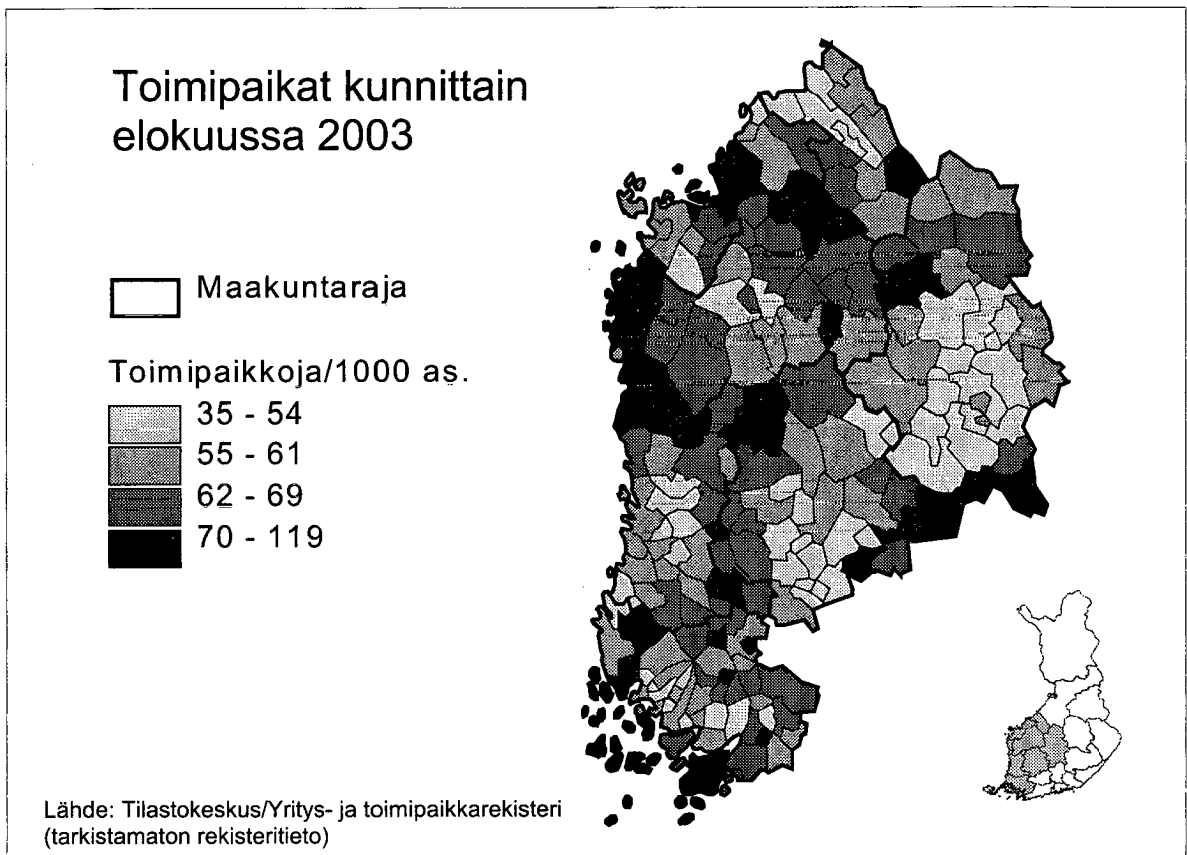 Toimipaikat kunnittain
elokuussa 2003
Maakuntaraja
Toimipaikkoja/1000 as.
35 - 54
55 - 61
62 - 69
70 - 119
Lähde: Tilastokeskus/Yritys- ja toimipaikkarekisteri
(tarkistamaton rekisteritieto)